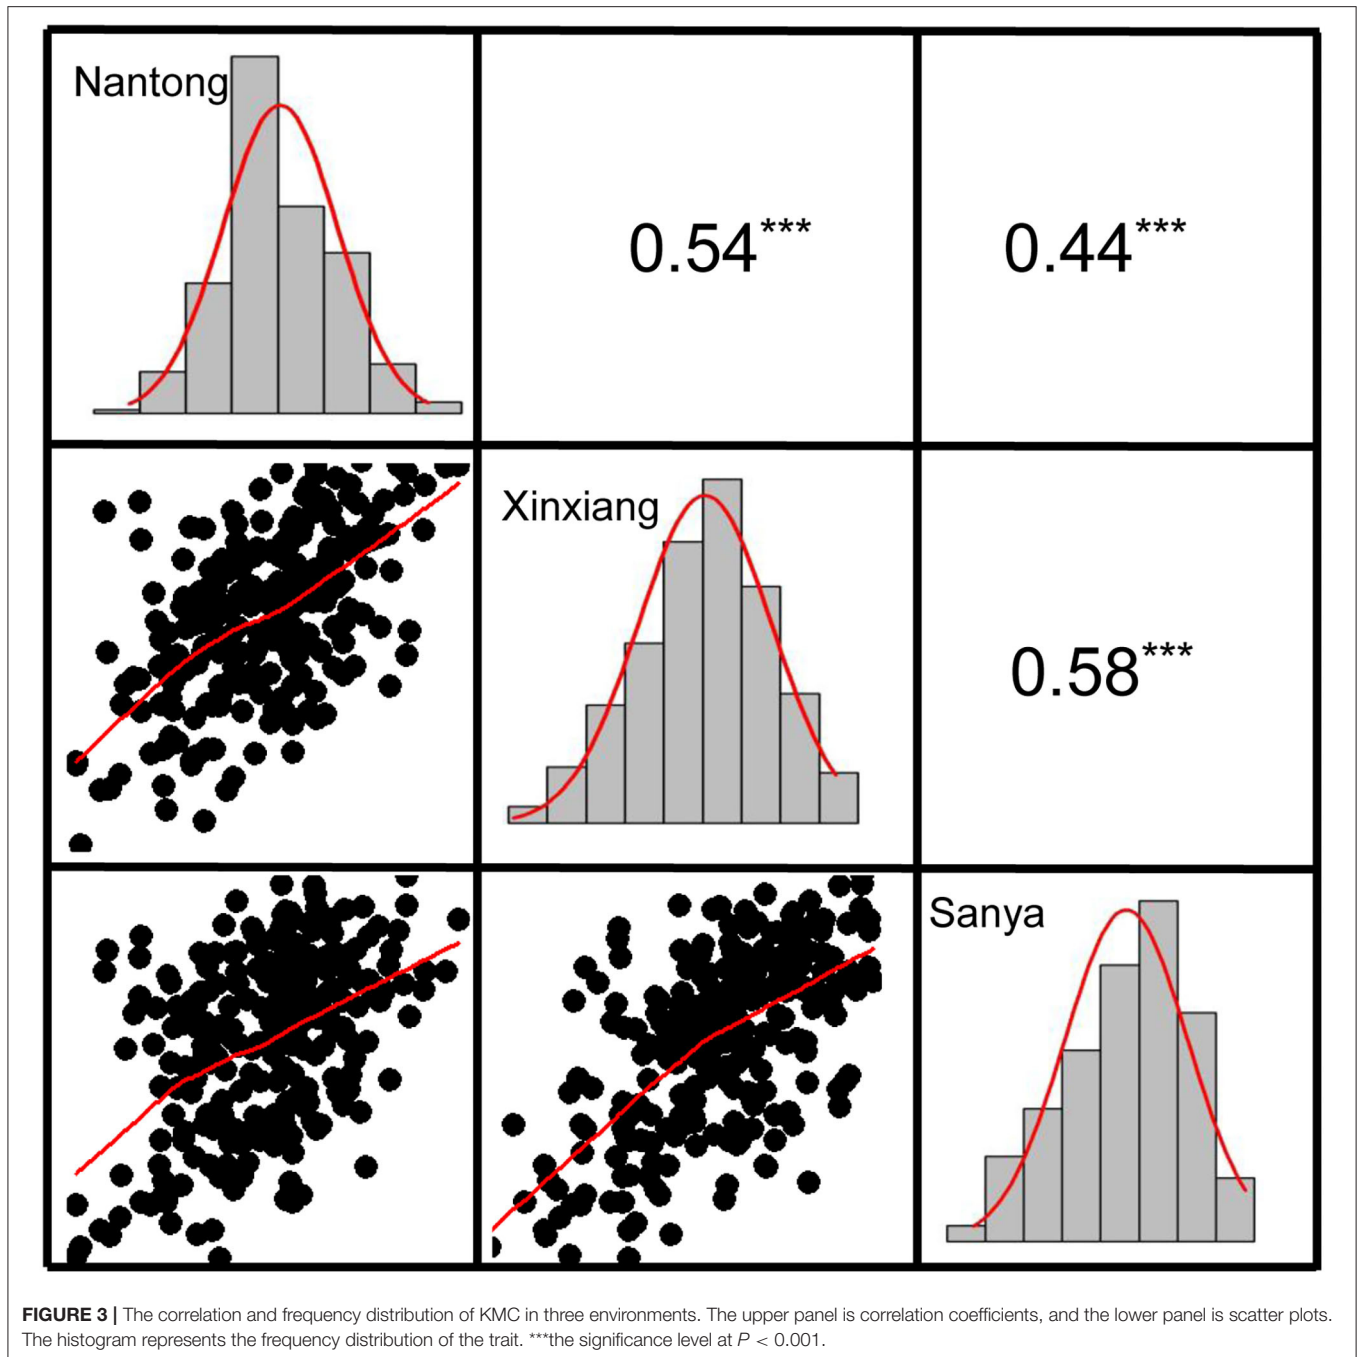 Nantong
0.54***
0.44***
Xinxiang
0.58***
Sanya
FIGURE 3 | The correlation and frequency distribution of KMC in three environments. The upper panel is correlation coefficients, and the lower panel is scatter plots.
The histogram represents the frequency distribution of the trait. ***the significance level at P < 0.001.